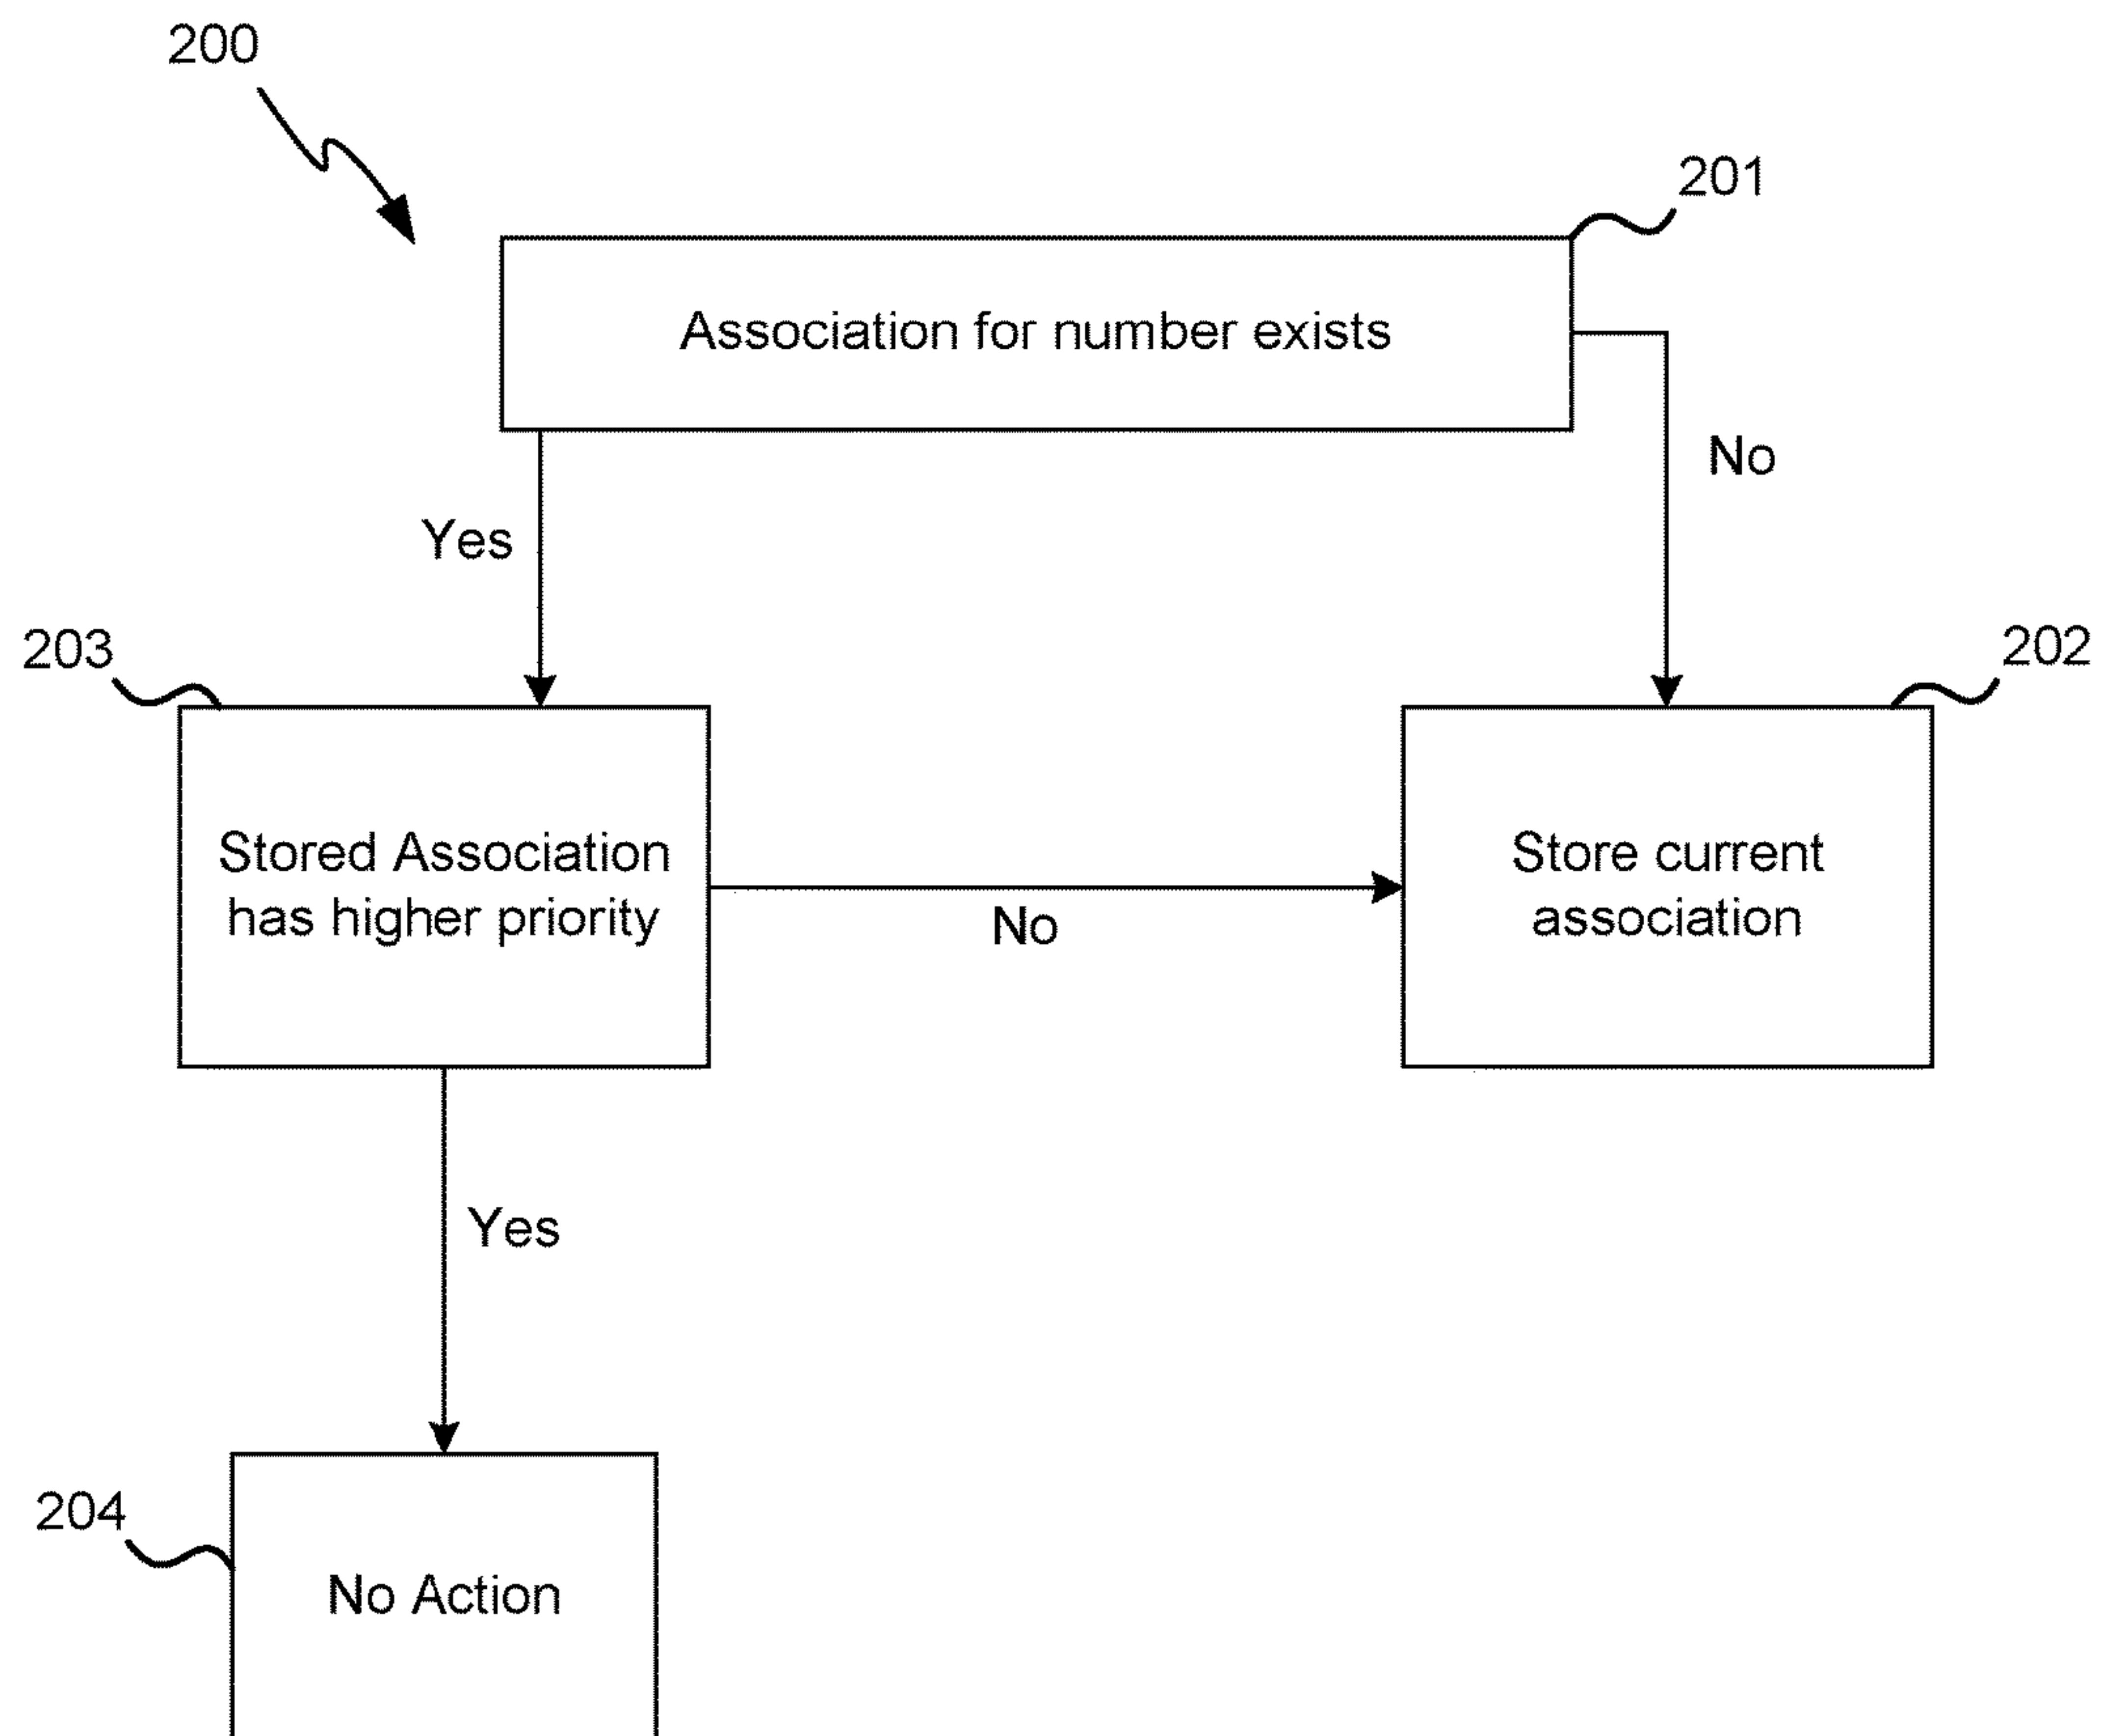 200
201
Association for number exists
No
Yes
203
202
Stored Association
has higher priority
Store current
association
No
Yes
204
No Action